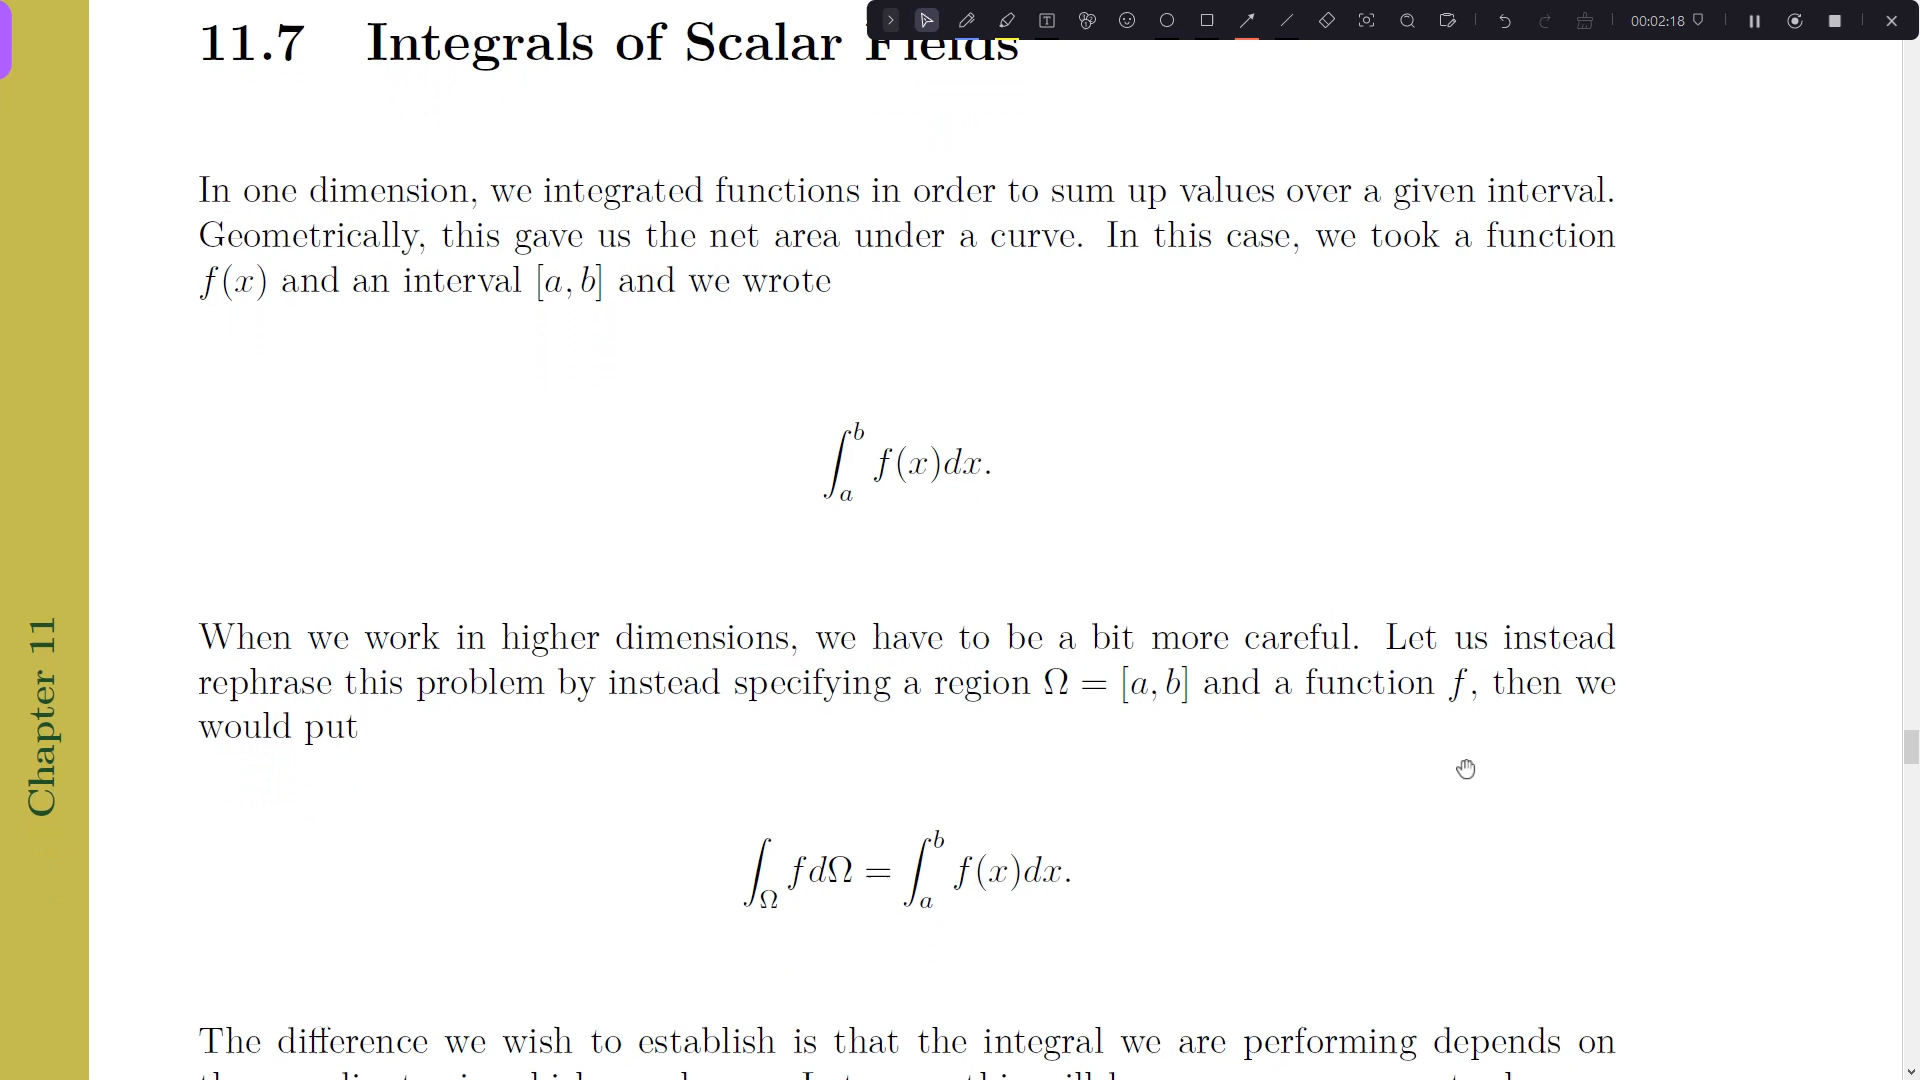 00:02:18
11.7 Integrals of Scalar Fields
In one dimension, we integrated functions in order to sum up values over a given interval.
Geometrically, this gave us the net area under a curve. In this case, we took a function
f(x) and an interval [a, b] and we wrote
∫_a^b f(x)dx.
When we work in higher dimensions, we have to be a bit more careful. Let us instead
rephrase this problem by instead specifying a region Ω = [a, b] and a function f, then we
would put
∫_Ω fdΩ = ∫_a^b f(x)dx.
The difference we wish to establish is that the integral we are performing depends on
Chapter 11